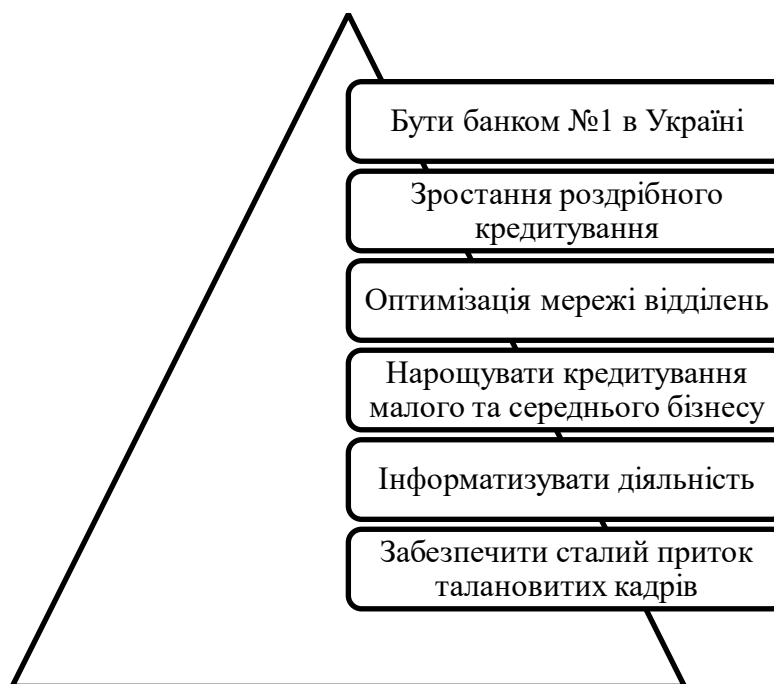 Бути банком №1 в Україні
Зростання роздрібного
кредитування
Оптимізація мережі відділень
Нарощувати кредитування
малого та середнього бізнесу
Інформатизувати діяльність
Забезпечити сталий приток
талановитих кадрів